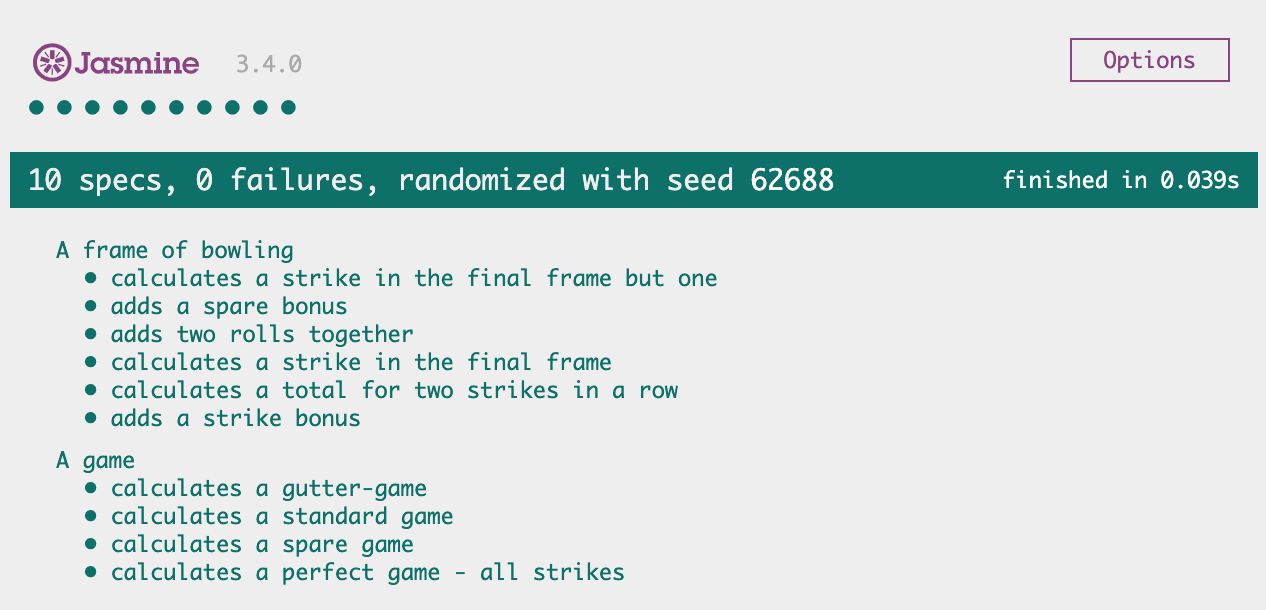 Jasmine 3.4.0
Options
10 specs, 0 failures, randomized with seed 62688
finished in 0.039s
A frame of bowling
• calculates a strike in the final frame but one
• adds a spare bonus
• adds two rolls together
• calculates a strike in the final frame
• calculates a total for two strikes in a row
• adds a strike bonus
A game
• calculates a gutter-game
• calculates a standard game
• calculates a spare game
• calculates a perfect game - all strikes